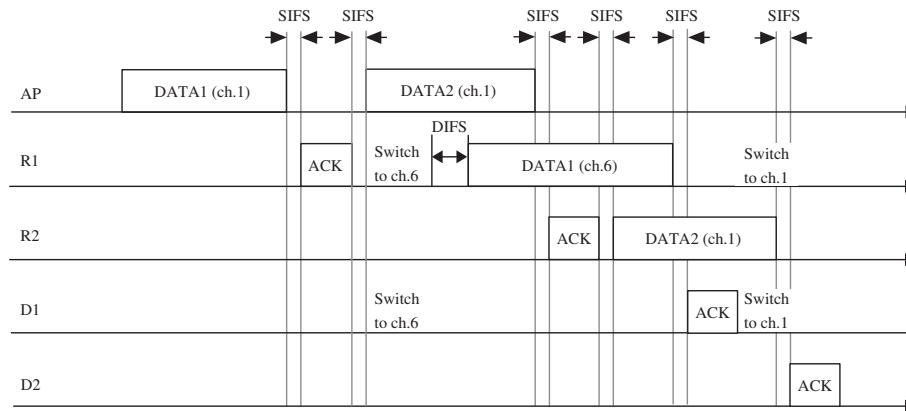 SIFS SIFS SIFS SIFS SIFS SIFS
AP DATA1 (ch.1) DATA2 (ch.1)
DIFS
R1 ACK Switch to ch.6 DATA1 (ch.6) Switch to ch.1
R2 ACK DATA2 (ch.1)
D1 Switch to ch.6 ACK Switch to ch.1
D2 ACK